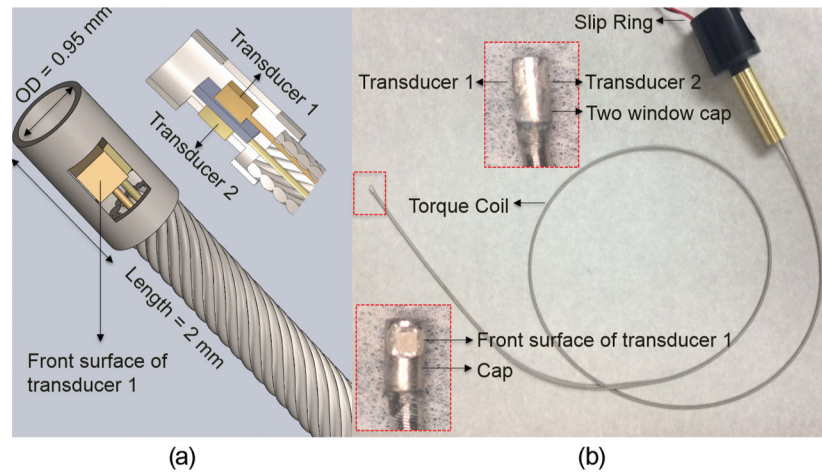 OD = 0.95 mm
Transducer 1
Transducer 2
Length = 2 mm
Front surface of
transducer 1
(a)
Slip Ring
Transducer 1
Transducer 2
Two window cap
Torque Coil
Front surface of transducer 1
Cap
(b)